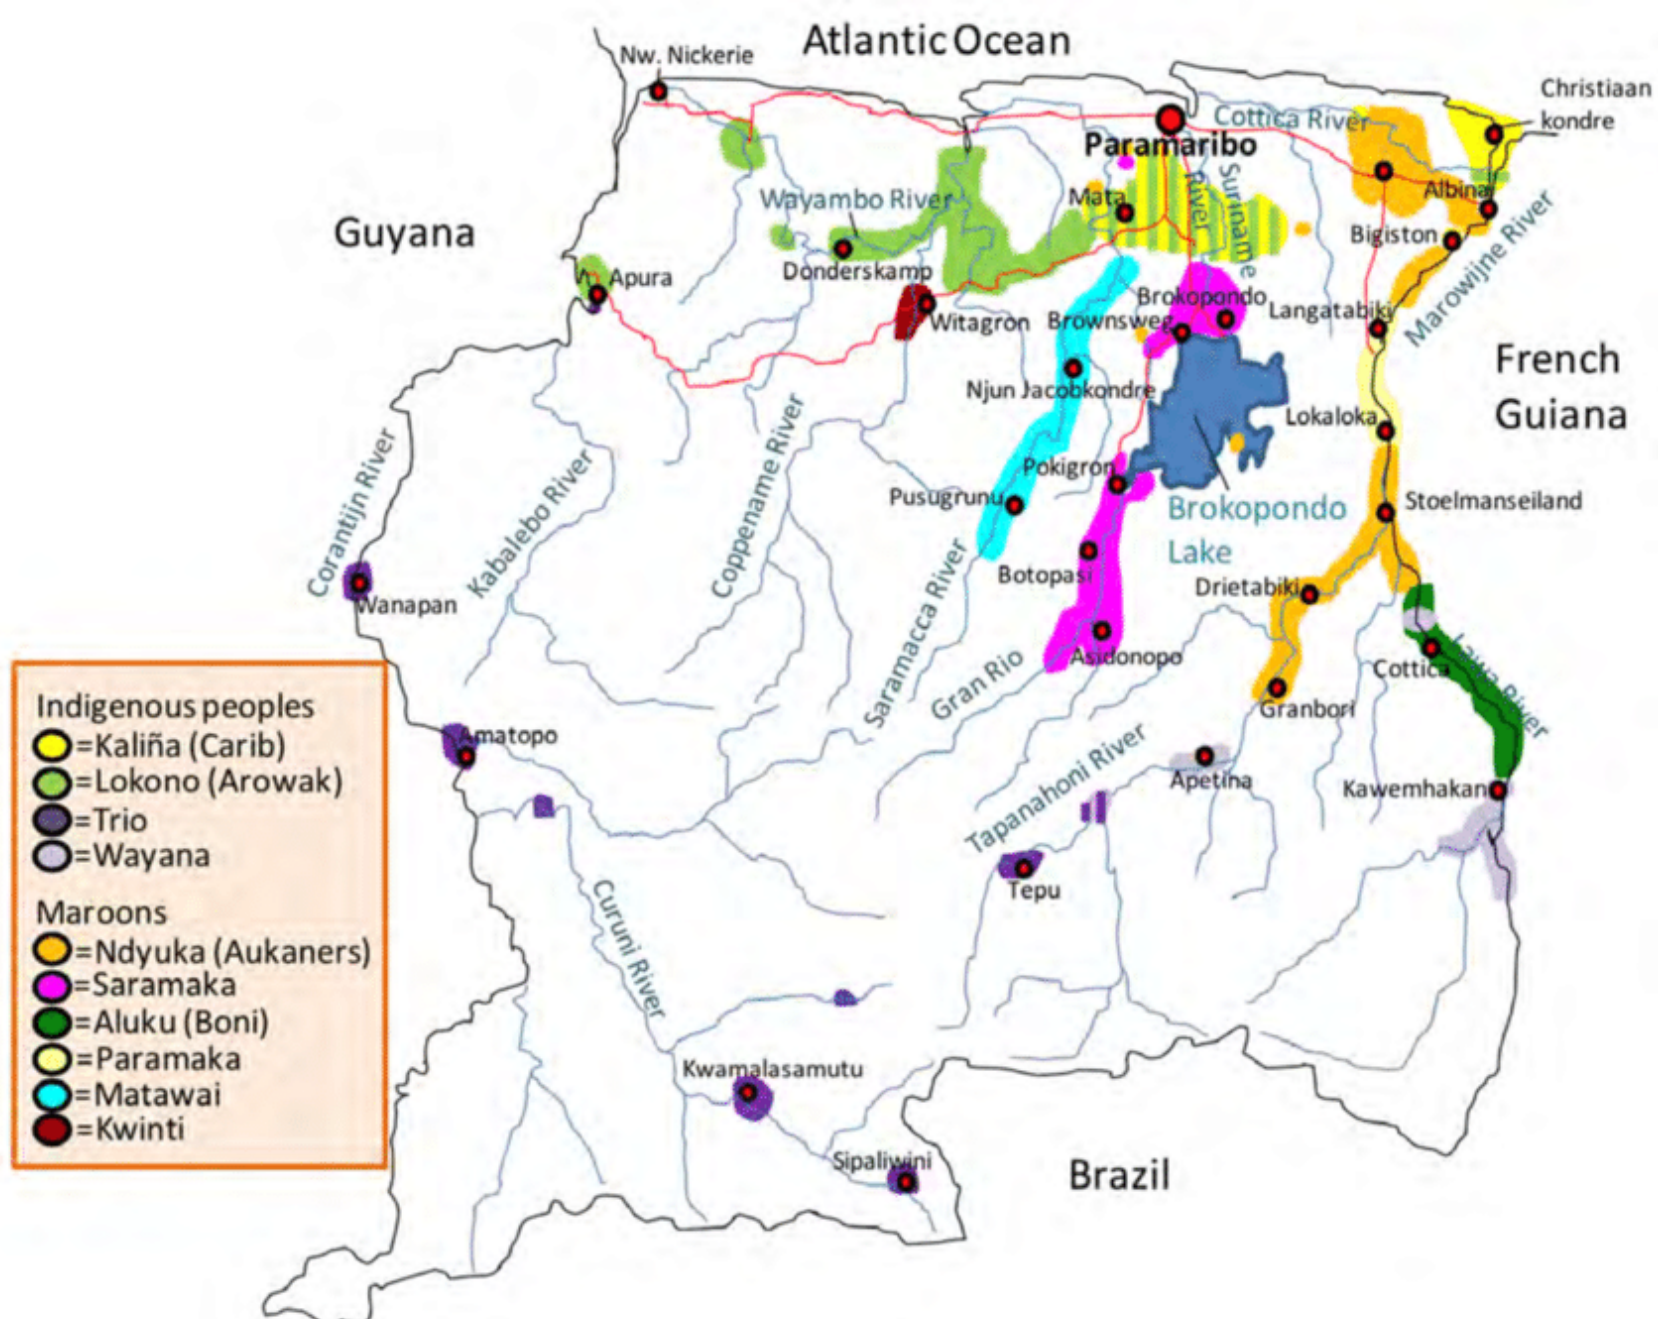 Atlantic Ocean
Nw. Nickerie
Christiaan
kondre
Cottica River
Paramaribo
Wayambo River
Mata
Suriname
River
Albina
Guyana
Bigiston
Marowijne River
Donderskamp
Apura
Brokopondo
Langatabiki
Witagron
Brownsweg
French
Guiana
Njun Jacobkondre
Lokaloka
Corantijn River
Kabalebo River
Coppename River
Pokigron
Pusugrunu
Stoelmanseiland
Brokopondo
Lake
Saramacca River
Botopasi
Drietabiki
Wanapan
Asidonopo
Gran Rio
Cottica
Lawa River
Granbori
Amatopo
Tapanahoni River
Apetina
Kawemhakan
Tepu
Curuni River
Kwamalasamutu
Sipaliwini
Brazil
Indigenous peoples
=Kaliña (Carib)
=Lokono (Arowak)
=Trio
=Wayana
Maroons
=Ndyuka (Aukaners)
=Saramaka
=Aluku (Boni)
=Paramaka
=Matawai
=Kwinti